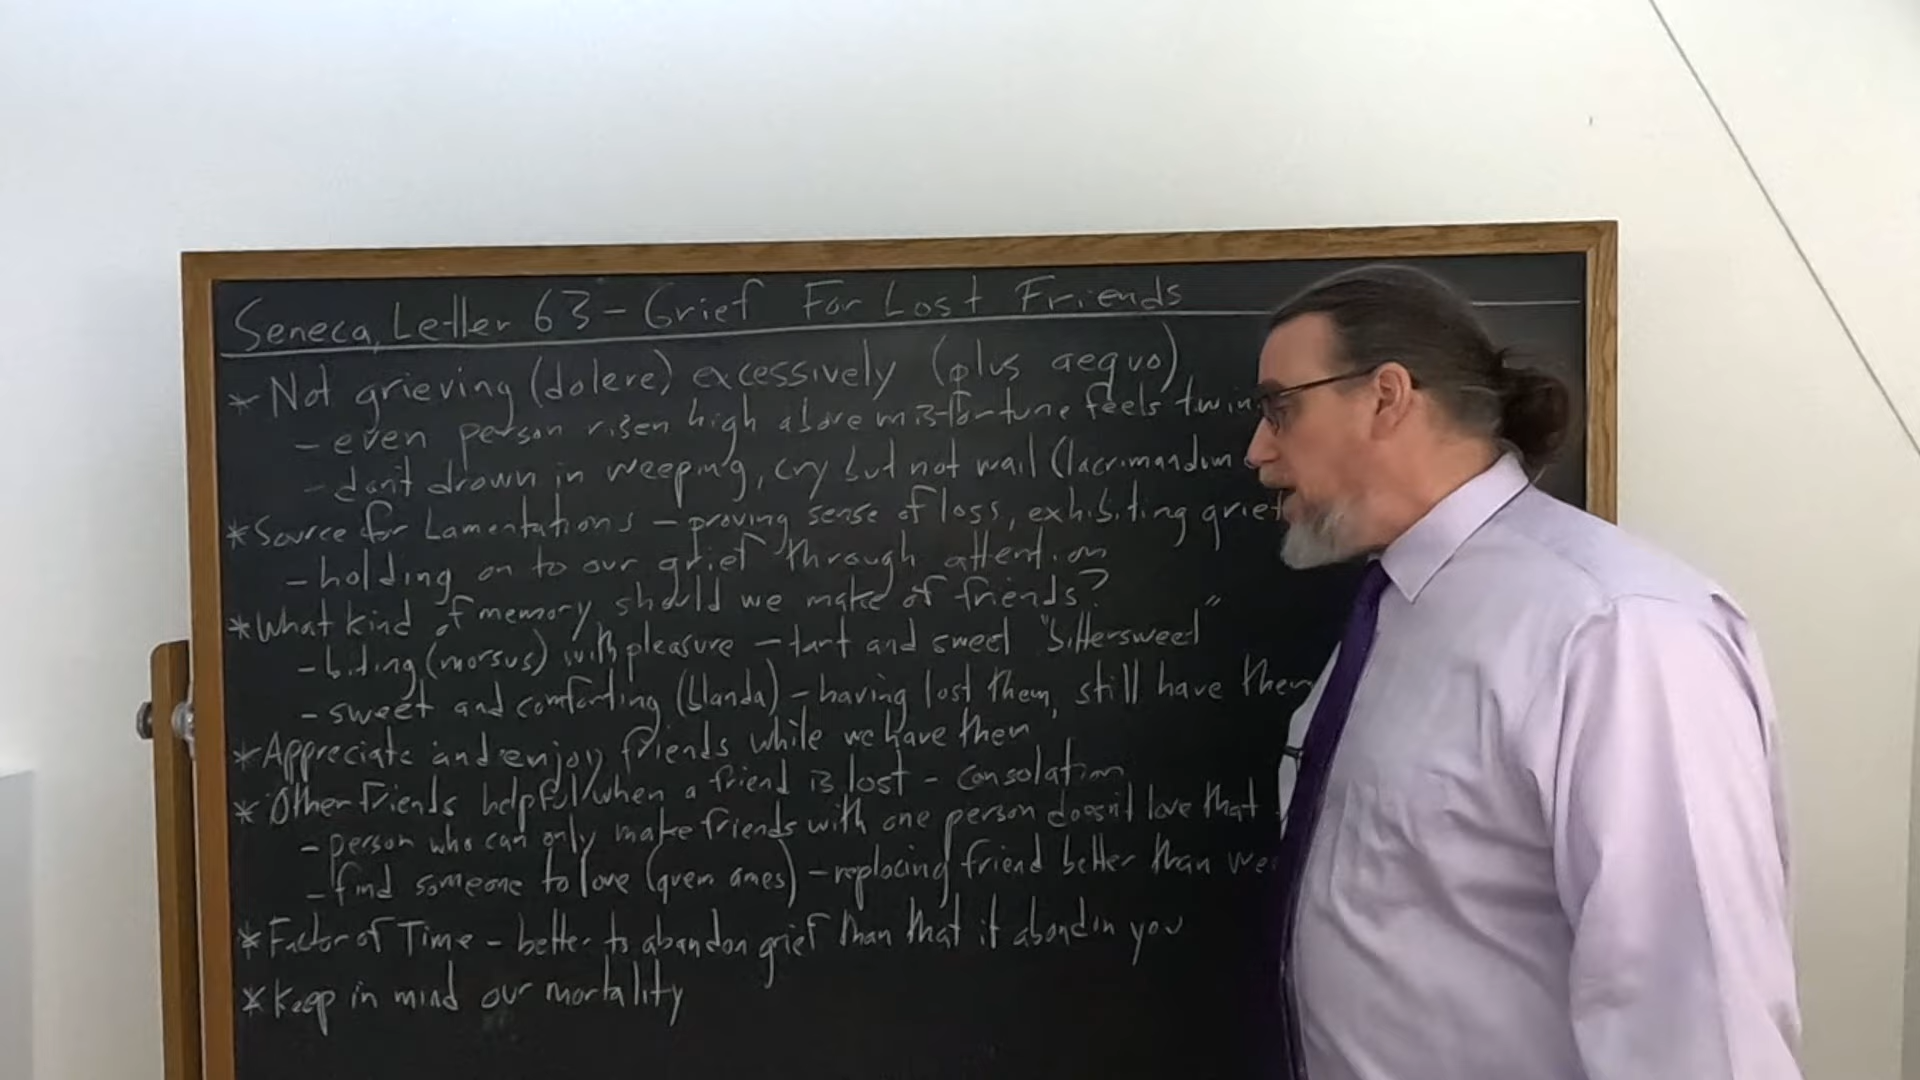 Seneca, Letter 63 - Grief For Lost Friends
* Not grieving (dolere) excessively (plus aequo)
- even person risen high above misfortune feels
- don't drown in weeping, cry but not wail (lacrimandum
* Source for Lamentations - proving sense of loss, exhibiting grief
- holding on to our grief through attention
* What kind of memory should we make of friends?
- biting (morsus) with pleasure - tart and sweet "bittersweet"
- sweet and comforting (blanda) - having lost them, still have them
* Appreciate and enjoy friends while we have them
* Other friends helpful when a friend is lost - consolation
- person who can only make friends with one person doesn't love that
- find someone to love (quem ames) - replacing friend better than
* Factor of Time - better to abandon grief than that it abandon you
* Keep in mind our mortality